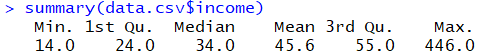 > summary(data.csv$income)
Min. 1st Qu. Median Mean 3rd Qu. Max.
14.0 24.0 34.0 45.6 55.0 446.0